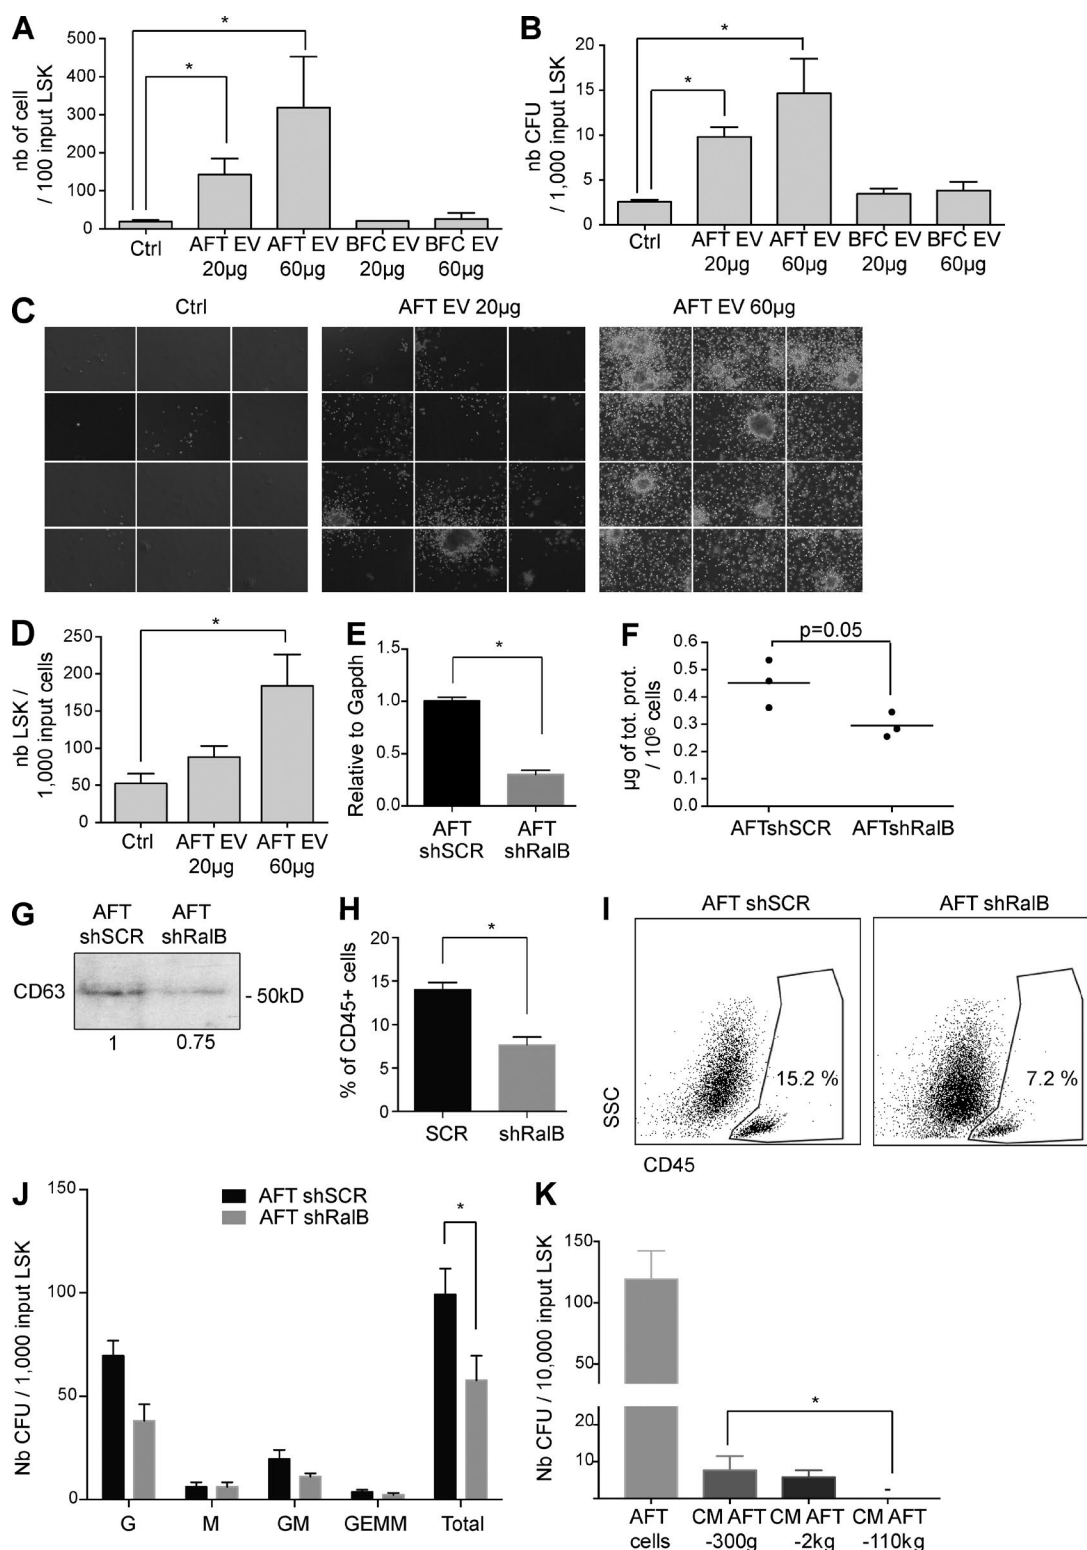 A
nb of cell
/ 100 input LSK
500
400
300
200
100
0
*
*
Ctrl
AFT EV
20µg
AFT EV
60µg
BFC EV
20µg
BFC EV
60µg
B
nb CFU
/ 1,000 input LSK
20
15
10
5
0
*
*
Ctrl
AFT EV
20µg
AFT EV
60µg
BFC EV
20µg
BFC EV
60µg
C
Ctrl
AFT EV 20µg
AFT EV 60µg
D
nb LSK /
1,000 input cells
250
200
150
100
50
0
*
Ctrl
AFT EV
20µg
AFT EV
60µg
E
Relative to Gapdh
1.5
1.0
0.5
0.0
*
AFT
shSCR
AFT
shRalB
F
µg of tot. prot.
/ 10⁶ cells
0.6
0.5
0.4
0.3
0.2
0.1
0.0
p=0.05
AFTshSCR
AFTshRalB
G
AFT
shSCR
AFT
shRalB
CD63
- 50kD
1
0.75
H
% of CD45+ cells
20
15
10
5
0
*
SCR
shRalB
I
AFT shSCR
AFT shRalB
15.2 %
7.2 %
SSC
CD45
J
Nb CFU / 1,000 input LSK
150
100
50
0
AFT shSCR
AFT shRalB
*
G
M
GM
GEMM
Total
K
Nb CFU / 10,000 input LSK
150
100
50
20
10
*
-
AFT
cells
CM AFT
-300g
CM AFT
-2kg
CM AFT
-110kg